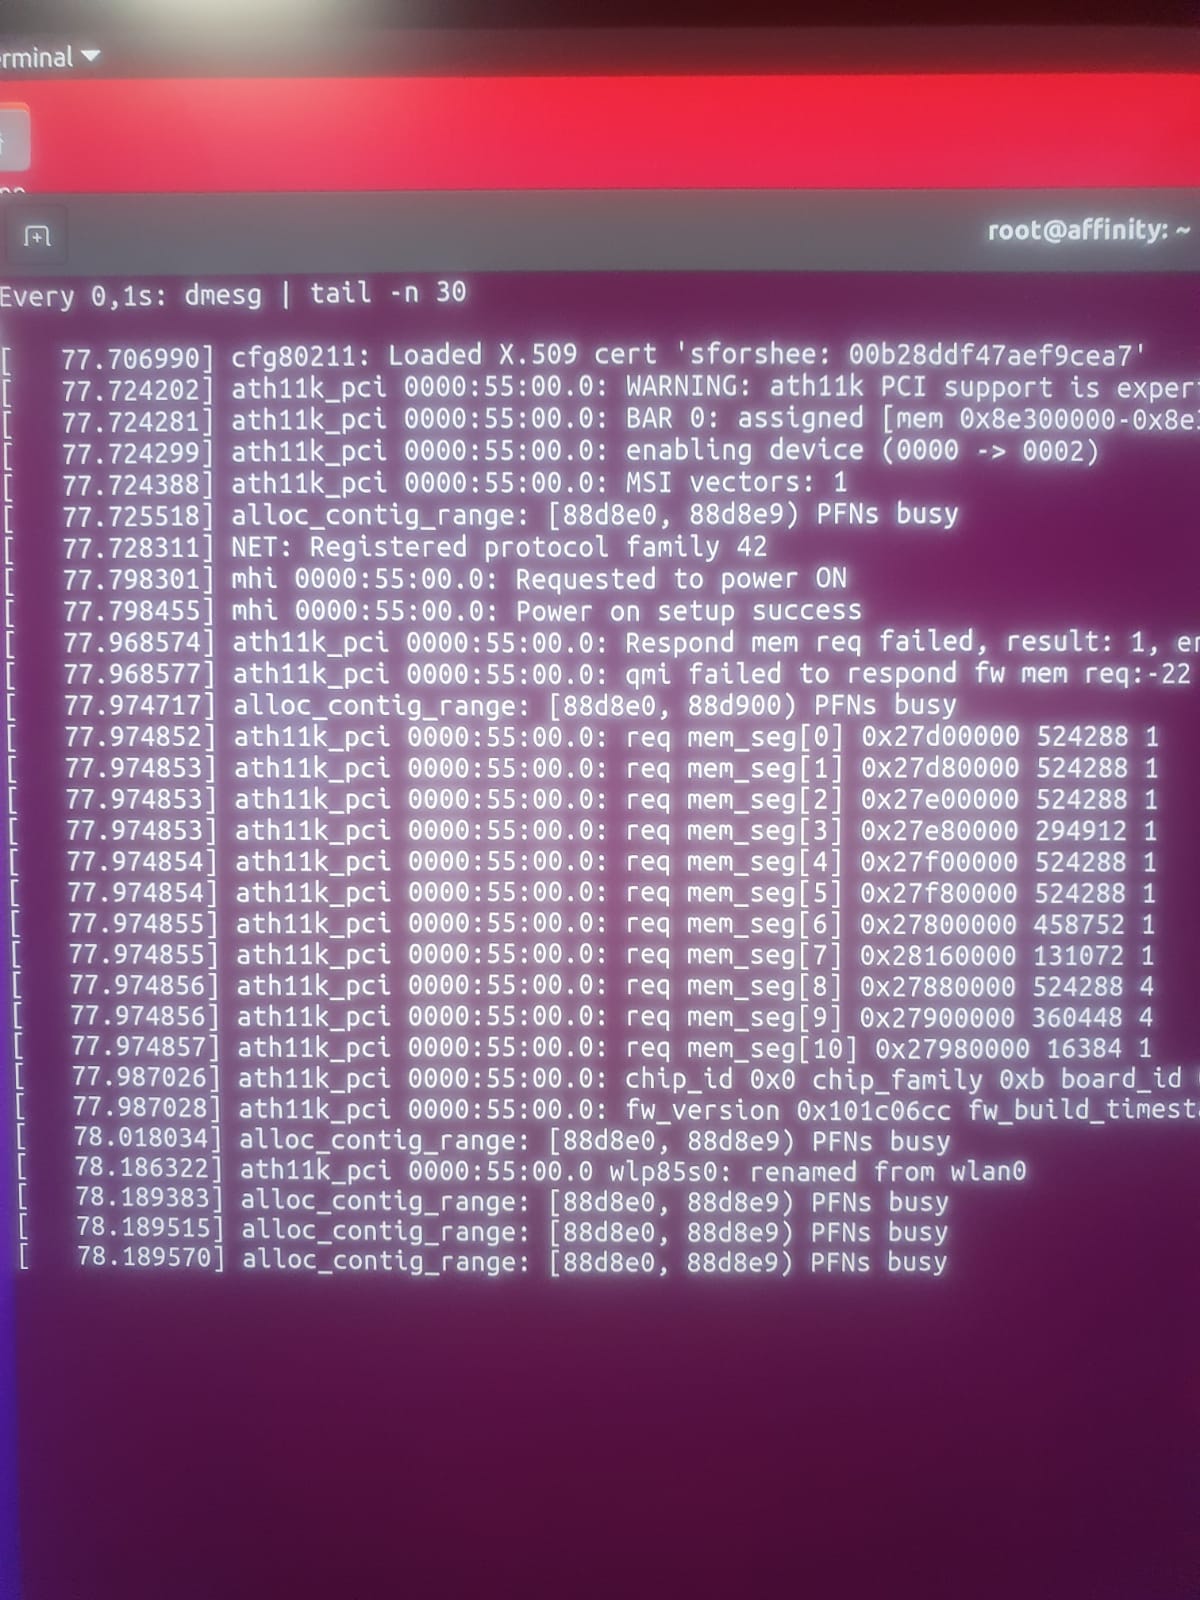 erminal
root@affinity: ~
Every 0,1s: dmesg | tail -n 30
[   77.706990] cfg80211: Loaded X.509 cert 'sforshee: 00b28ddf47aef9cea7'
[   77.724202] ath11k_pci 0000:55:00.0: WARNING: ath11k PCI support is exper
[   77.724281] ath11k_pci 0000:55:00.0: BAR 0: assigned [mem 0x8e300000-0x8e
[   77.724299] ath11k_pci 0000:55:00.0: enabling device (0000 -> 0002)
[   77.724388] ath11k_pci 0000:55:00.0: MSI vectors: 1
[   77.725518] alloc_contig_range: [88d8e0, 88d8e9) PFNs busy
[   77.728311] NET: Registered protocol family 42
[   77.798301] mhi 0000:55:00.0: Requested to power ON
[   77.798455] mhi 0000:55:00.0: Power on setup success
[   77.968574] ath11k_pci 0000:55:00.0: Respond mem req failed, result: 1, er
[   77.968577] ath11k_pci 0000:55:00.0: qmi failed to respond fw mem req:-22
[   77.974717] alloc_contig_range: [88d8e0, 88d900) PFNs busy
[   77.974852] ath11k_pci 0000:55:00.0: req mem_seg[0] 0x27d00000 524288 1
[   77.974853] ath11k_pci 0000:55:00.0: req mem_seg[1] 0x27d80000 524288 1
[   77.974853] ath11k_pci 0000:55:00.0: req mem_seg[2] 0x27e00000 524288 1
[   77.974853] ath11k_pci 0000:55:00.0: req mem_seg[3] 0x27e80000 294912 1
[   77.974854] ath11k_pci 0000:55:00.0: req mem_seg[4] 0x27f00000 524288 1
[   77.974854] ath11k_pci 0000:55:00.0: req mem_seg[5] 0x27f80000 524288 1
[   77.974855] ath11k_pci 0000:55:00.0: req mem_seg[6] 0x27800000 458752 1
[   77.974855] ath11k_pci 0000:55:00.0: req mem_seg[7] 0x28160000 131072 1
[   77.974856] ath11k_pci 0000:55:00.0: req mem_seg[8] 0x27880000 524288 4
[   77.974856] ath11k_pci 0000:55:00.0: req mem_seg[9] 0x27900000 360448 4
[   77.974857] ath11k_pci 0000:55:00.0: req mem_seg[10] 0x27980000 16384 1
[   77.987026] ath11k_pci 0000:55:00.0: chip_id 0x0 chip_family 0xb board_id
[   77.987028] ath11k_pci 0000:55:00.0: fw_version 0x101c06cc fw_build_timest
[   78.018034] alloc_contig_range: [88d8e0, 88d8e9) PFNs busy
[   78.186322] ath11k_pci 0000:55:00.0 wlp85s0: renamed from wlan0
[   78.189383] alloc_contig_range: [88d8e0, 88d8e9) PFNs busy
[   78.189515] alloc_contig_range: [88d8e0, 88d8e9) PFNs busy
[   78.189570] alloc_contig_range: [88d8e0, 88d8e9) PFNs busy